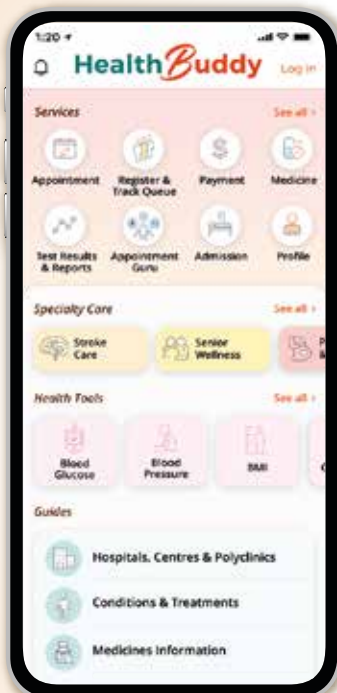 1:20
HealthBuddy
Log in
Services
See all ›
Appointment
Register &
Track Queue
Payment
Medicine
Test Results
& Reports
Appointment
Guru
Admission
Profile
Specialty Care
See all ›
Stroke
Care
Senior
Wellness
Health Tools
See all ›
Blood
Glucose
Blood
Pressure
BMI
Guides
Hospitals, Centres & Polyclinics
Conditions & Treatments
Medicines Information